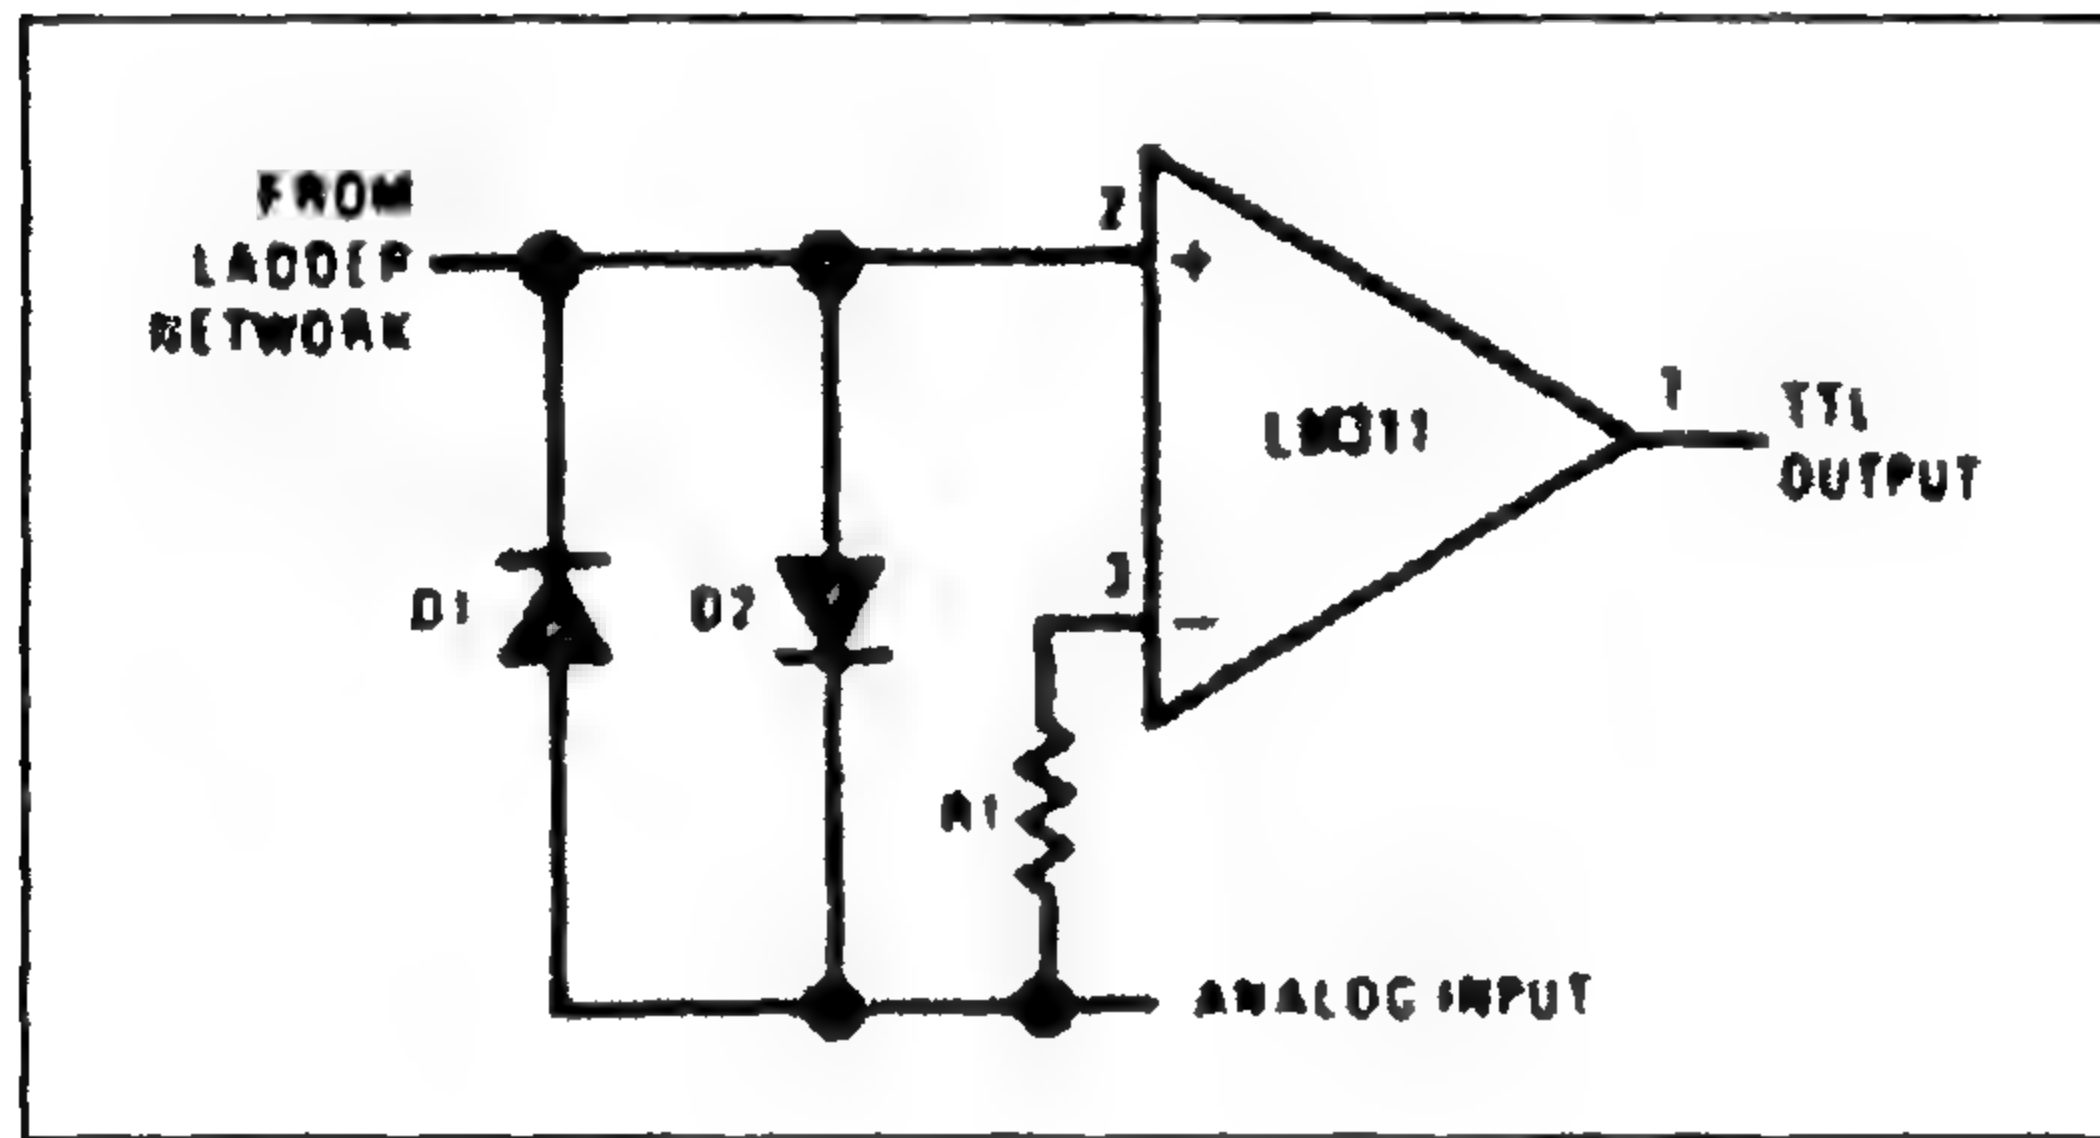 FROM
LADDER
NETWORK
2
+
LM311
7
TTL
OUTPUT
D1
D2
3
−
R1
ANALOG INPUT